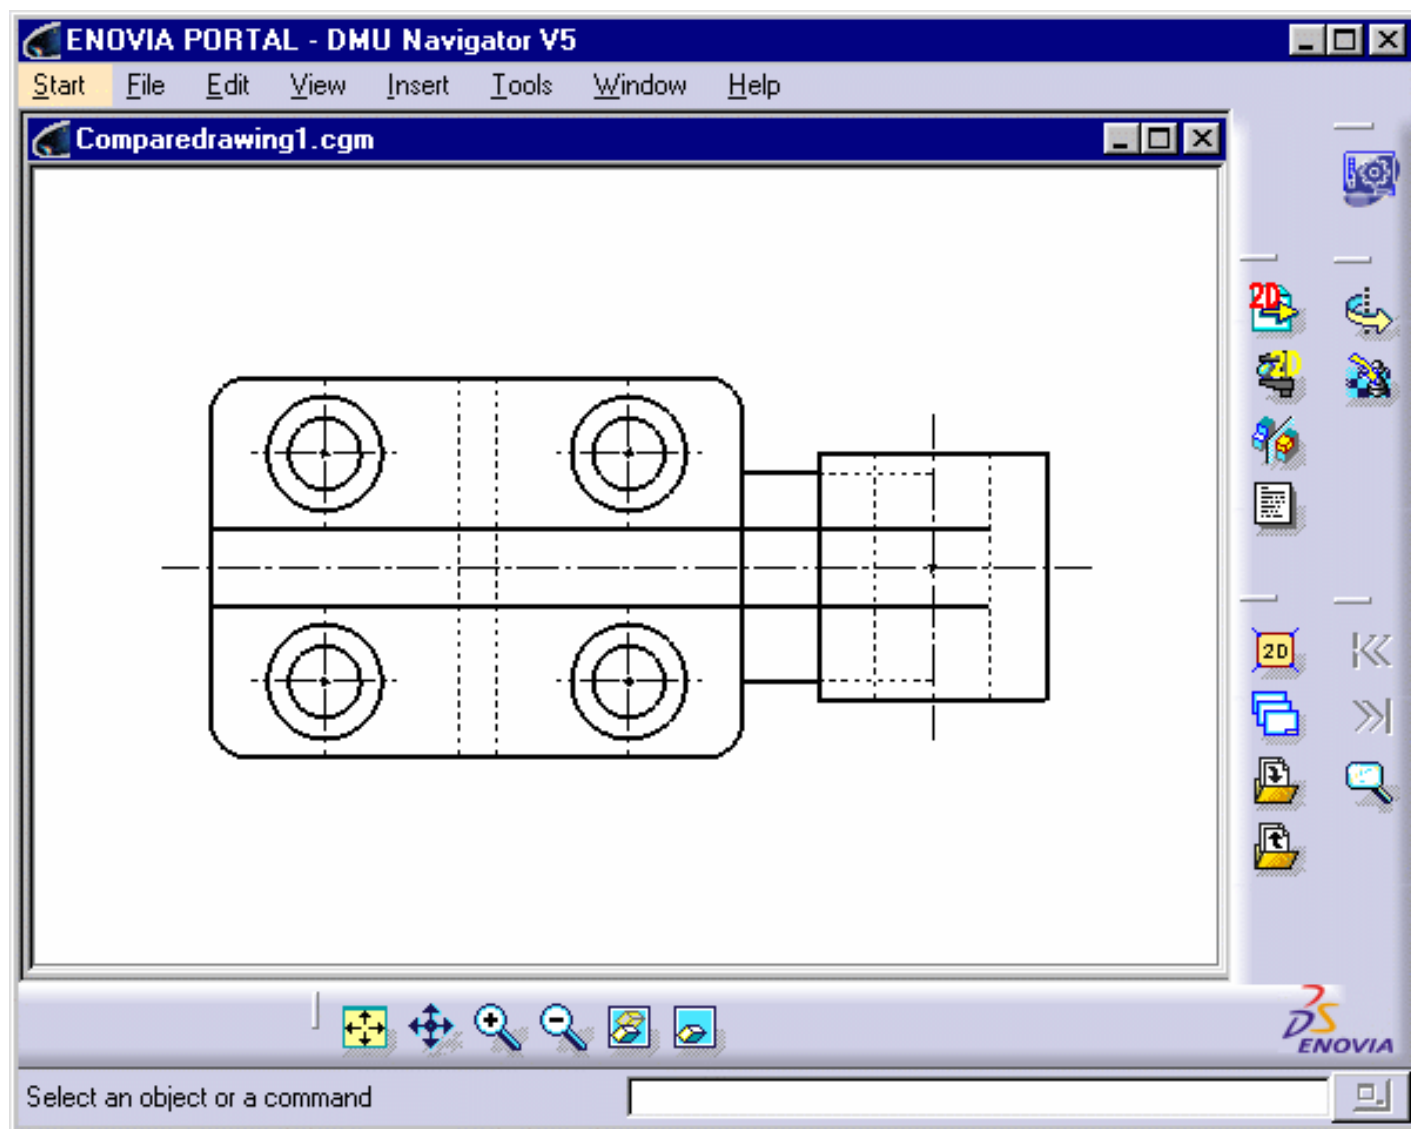 ENOVIA PORTAL - DMU Navigator V5
Start File Edit View Insert Tools Window Help
Comparedrawing1.cgm
2D
2D
2D
ENOVIA
Select an object or a command